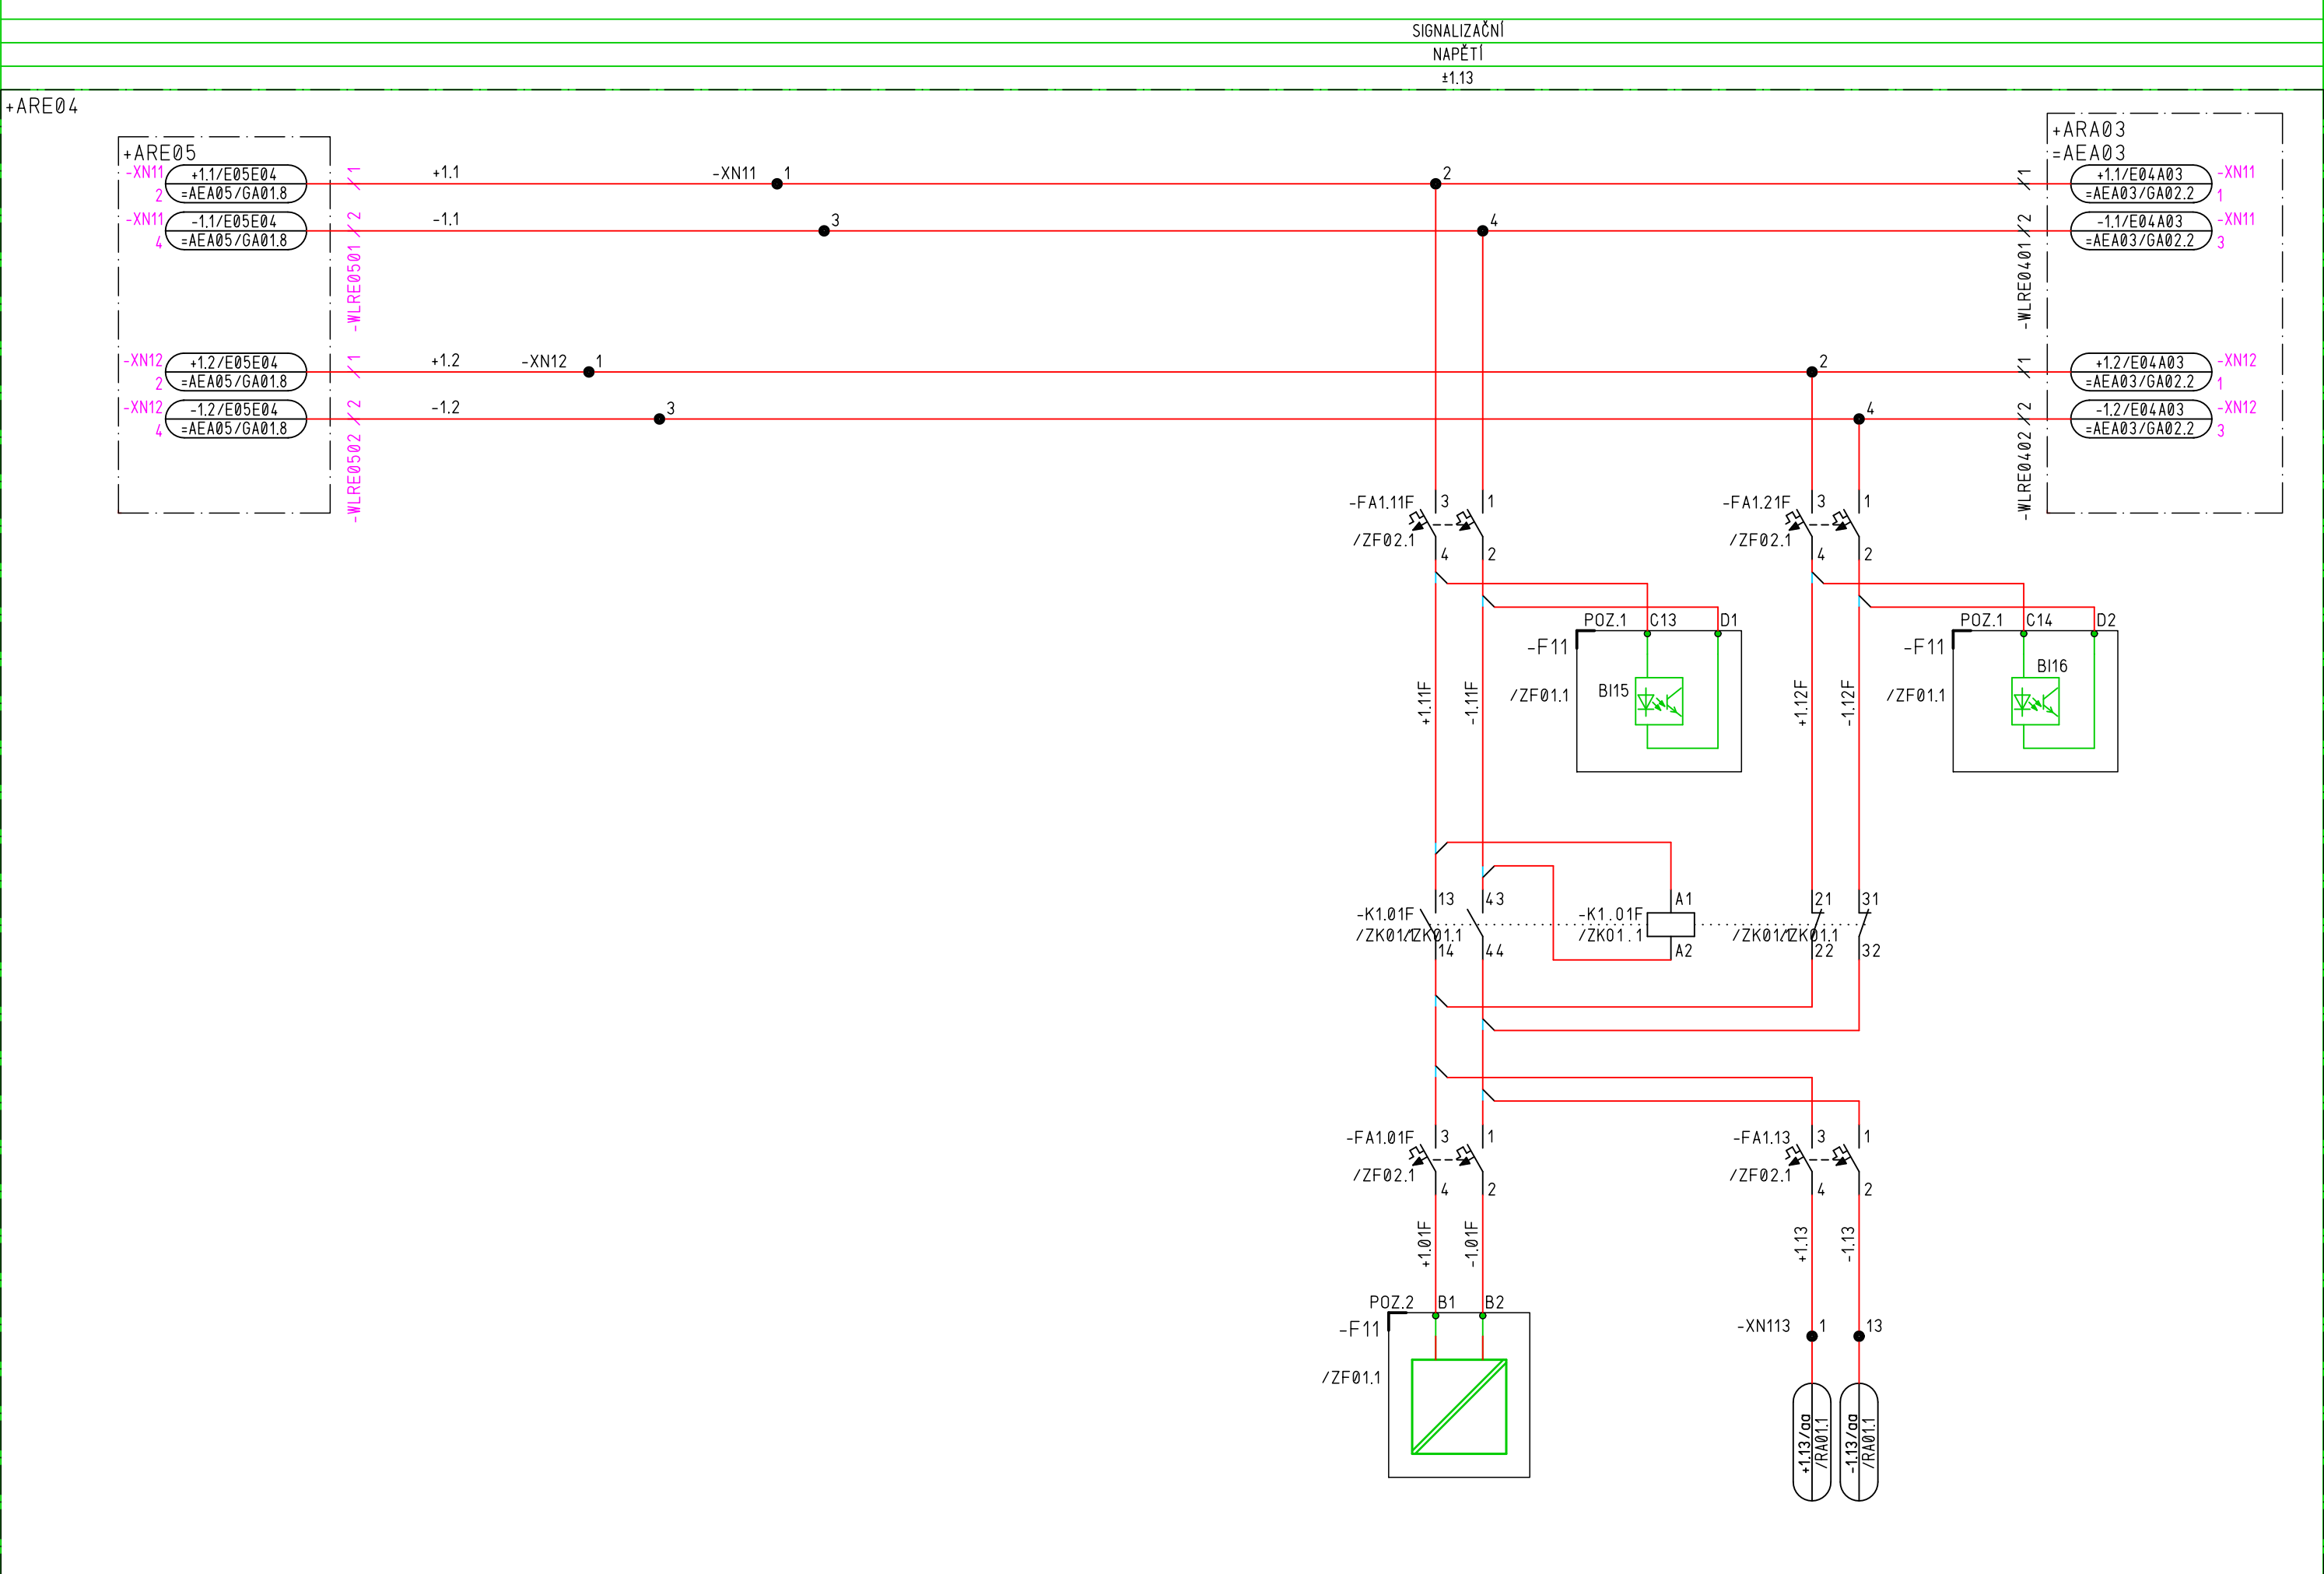 SIGNALIZAČNÍ
NAPĚTÍ
±1.13
+ARE04
+ARE05
-XN11
2
+1.1/E05E04
=AEA05/GA01.8
-XN11
4
-1.1/E05E04
=AEA05/GA01.8
-XN12
2
+1.2/E05E04
=AEA05/GA01.8
-XN12
4
-1.2/E05E04
=AEA05/GA01.8
1
2
-WLRE0501
1
2
-WLRE0502
+1.1
-1.1
+1.2
-1.2
-XN11
1
3
2
4
-XN12
1
3
2
4
1
2
-WLRE0401
1
2
-WLRE0402
+ARA03
=AEA03
+1.1/E04A03
=AEA03/GA02.2
-XN11
1
-1.1/E04A03
=AEA03/GA02.2
-XN11
3
+1.2/E04A03
=AEA03/GA02.2
-XN12
1
-1.2/E04A03
=AEA03/GA02.2
-XN12
3
-FA1.11F
/ZF02.1
3
1
4
2
-FA1.21F
/ZF02.1
3
1
4
2
POZ.1
C13
D1
-F11
/ZF01.1
BI15
POZ.1
C14
D2
-F11
/ZF01.1
BI16
+1.11F
-1.11F
+1.12F
-1.12F
-K1.01F
/ZK01.1
/ZK01.1
13
43
14
44
-K1.01F
/ZK01.1
A1
A2
/ZK01.1
/ZK01.1
21
31
22
32
-FA1.01F
/ZF02.1
3
1
4
2
-FA1.13
/ZF02.1
3
1
4
2
+1.01F
-1.01F
+1.13
-1.13
POZ.2
B1
B2
-F11
/ZF01.1
-XN113
1
13
+1.13/aa
/RA01.1
-1.13/aa
/RA01.1